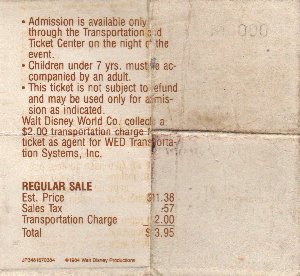 • Admission is available only
through the Transportation and
Ticket Center on the night of the
event.
• Children under 7 yrs. must be ac-
companied by an adult.
• This ticket is not subject to refund
and may be used only for admis-
sion as indicated.
Walt Disney World Co. collects a
$2.00 transportation charge
ticket as agent for WED Transporta-
tion Systems, Inc.
REGULAR SALE
Est. Price $11.38
Sales Tax .57
Transportation Charge 2.00
Total $ 3.95
©1984 Walt Disney Productions